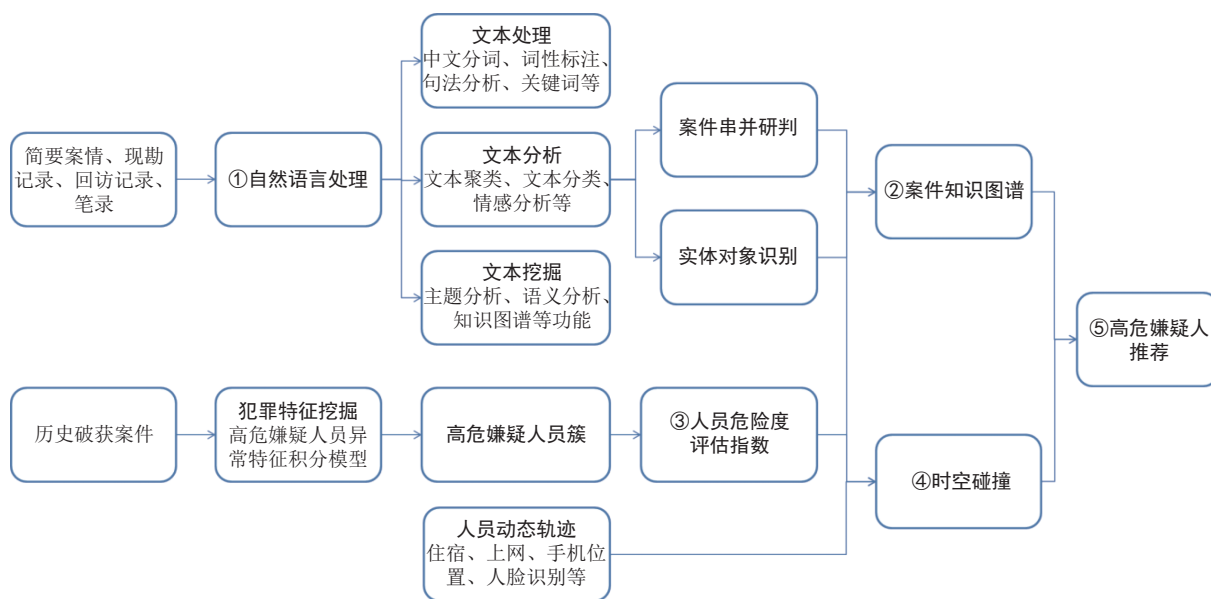 文本处理
中文分词、词性标注、
句法分析、关键词等
简要案情、现勘
记录、回访记录、
笔录
①自然语言处理
文本分析
文本聚类、文本分类、
情感分析等
文本挖掘
主题分析、语义分析、
知识图谱等功能
案件串并研判
实体对象识别
②案件知识图谱
历史破获案件
犯罪特征挖掘
高危嫌疑人员异
常特征积分模型
高危嫌疑人员簇
③人员危险度
评估指数
人员动态轨迹
住宿、上网、手机位
置、人脸识别等
④时空碰撞
⑤高危嫌疑人
推荐